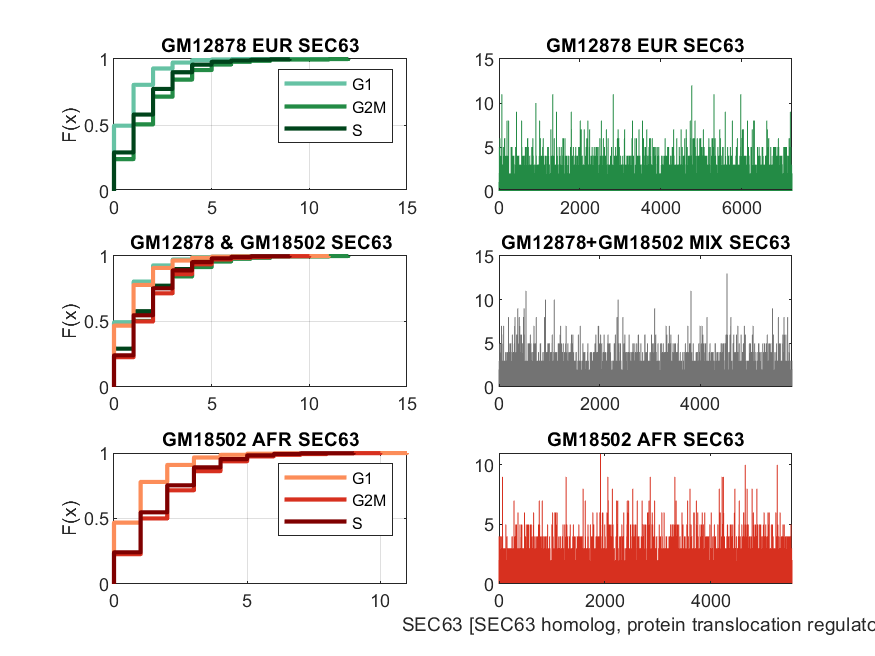 GM12878 EUR SEC63
F(x)
1
0.5
0
0
5
10
15
G1
G2M
S
GM12878 EUR SEC63
15
10
5
0
0
2000
4000
6000
GM12878 & GM18502 SEC63
F(x)
1
0.5
0
0
5
10
15
GM12878+GM18502 MIX SEC63
15
10
5
0
0
2000
4000
GM18502 AFR SEC63
F(x)
1
0.5
0
0
5
10
G1
G2M
S
GM18502 AFR SEC63
10
5
0
0
2000
4000
SEC63 [SEC63 homolog, protein translocation regulato